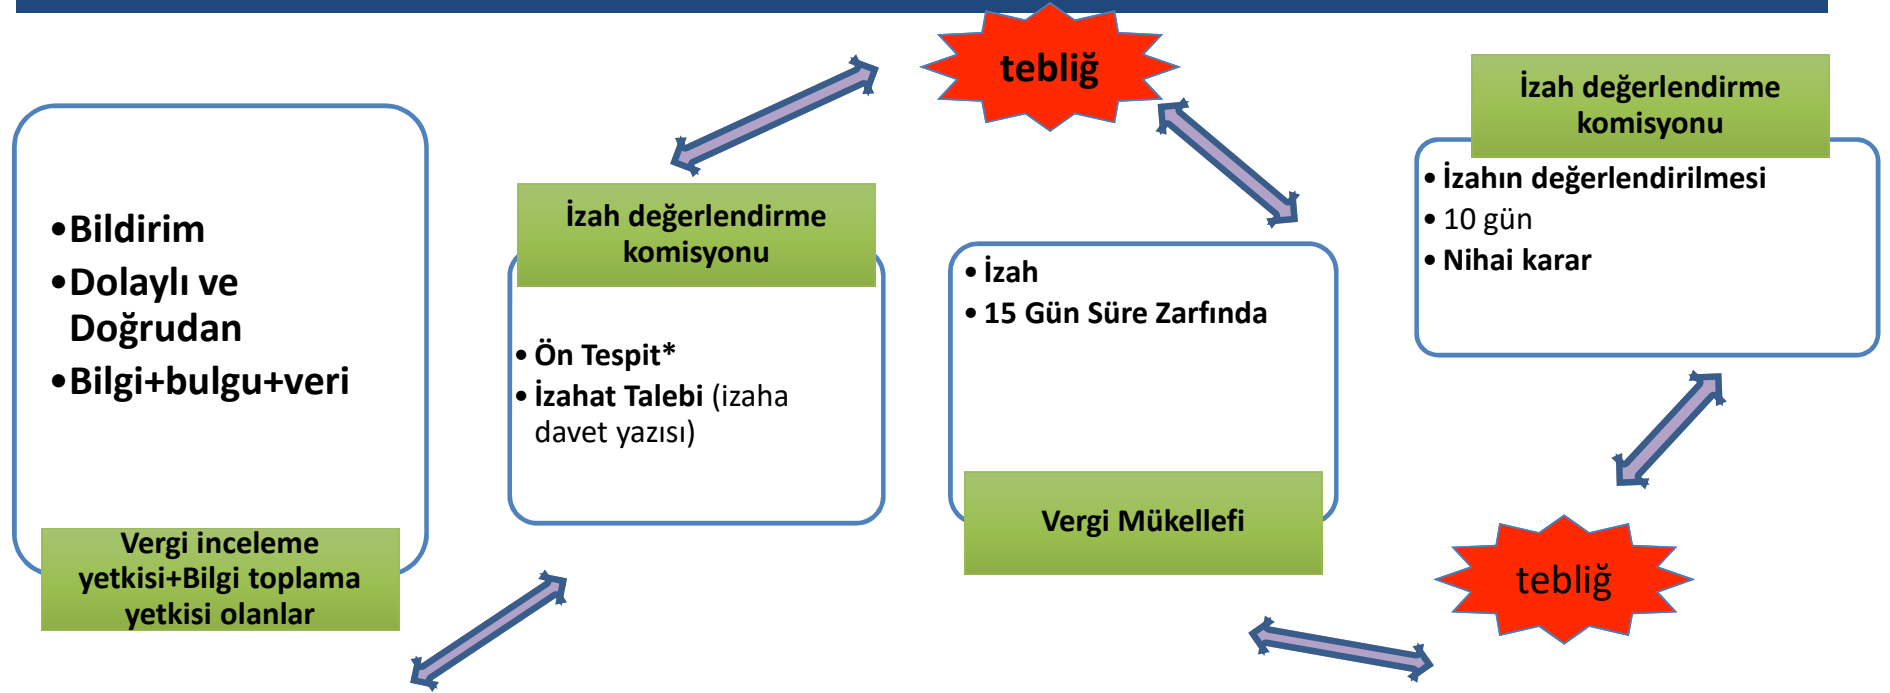 •Bildirim
•Dolaylı ve
Doğrudan
•Bilgi+bulgu+veri
Vergi inceleme
yetkisi+Bilgi toplama
yetkisi olanlar
İzah değerlendirme
komisyonu
• Ön Tespit*
• İzahat Talebi (izaha
davet yazısı)
tebliğ
• İzah
• 15 Gün Süre Zarfında
Vergi Mükellefi
İzah değerlendirme
komisyonu
• İzahın değerlendirilmesi
• 10 gün
• Nihai karar
tebliğ